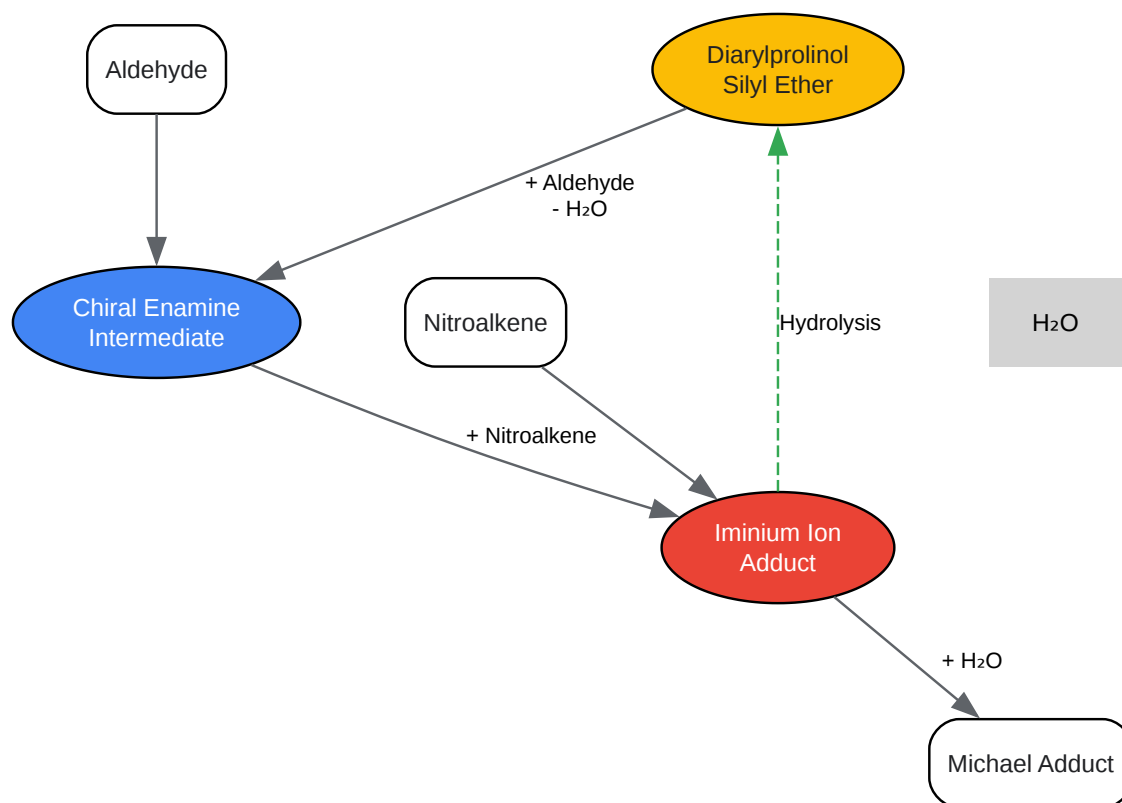 Aldehyde
Diarylprolinol
Silyl Ether
+ Aldehyde
- H₂O
Chiral Enamine
Intermediate
Nitroalkene
Hydrolysis
H₂O
+ Nitroalkene
Iminium Ion
Adduct
+ H₂O
Michael Adduct